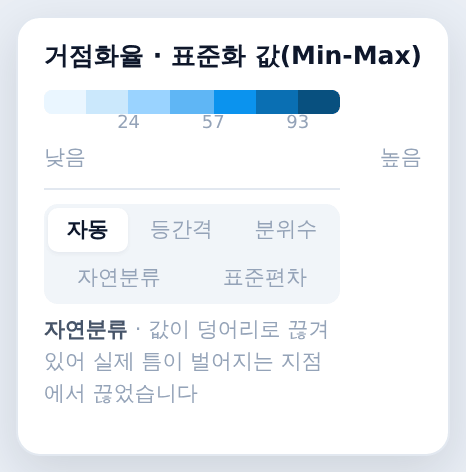 거점화율 · 표준화 값(Min-Max)
24 57 93
낮음 높음
자동 등간격 분위수
자연분류 표준편차
자연분류 · 값이 덩어리로 끊겨
있어 실제 틈이 벌어지는 지점
에서 끊었습니다